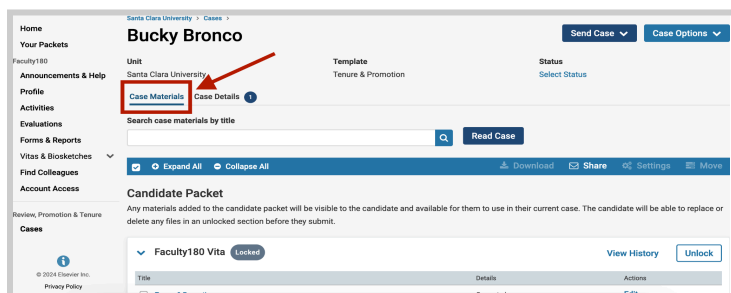 Home
Your Packets
Faculty180
Announcements & Help
Profile
Activities
Evaluations
Forms & Reports
Vitas & Biosketches
Find Colleagues
Account Access
Review, Promotion & Tenure
Cases
© 2024 Elsevier Inc.
Privacy Policy
Santa Clara University > Cases >
Bucky Bronco
Send Case
Case Options
Unit
Template
Status
Santa Clara University
Tenure & Promotion
Select Status
Case Materials
Case Details 1
Search case materials by title
Read Case
Expand All
Collapse All
Download
Share
Settings
Move
Candidate Packet
Any materials added to the candidate packet will be visible to the candidate and available for them to use in their current case. The candidate will be able to replace or
delete any files in an unlocked section before they submit.
Faculty180 Vita Locked
View History
Unlock
Title
Details
Actions